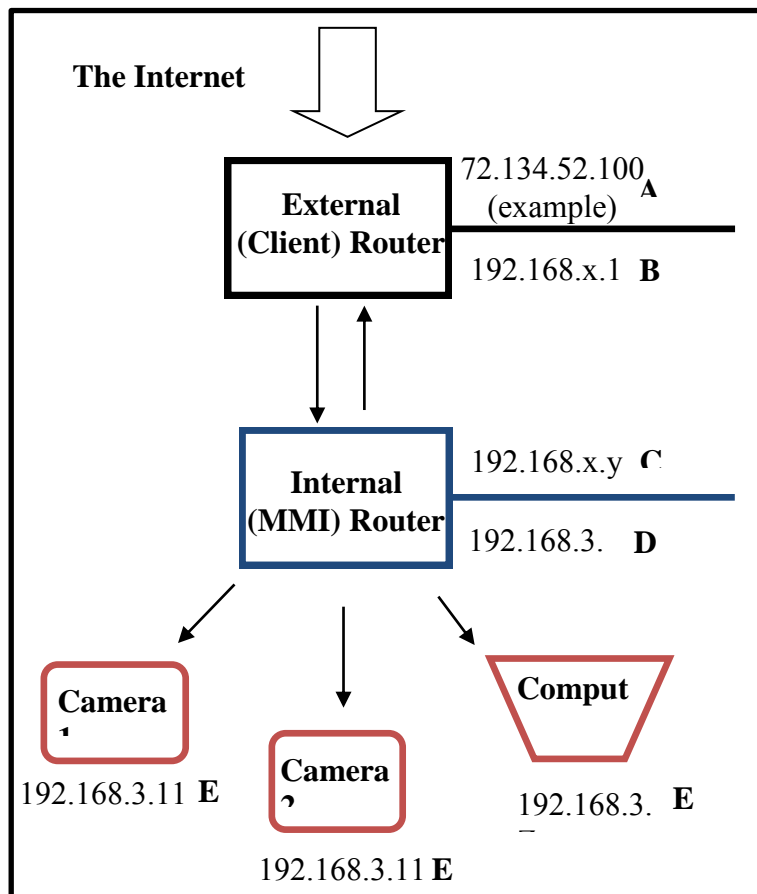 The Internet
72.134.52.100 A
(example)
External
(Client) Router
192.168.x.1 B
192.168.x.y C
Internal
(MMI) Router
192.168.3. D
Camera
Comput
Camera
192.168.3.11 E
192.168.3. E
192.168.3.11 E